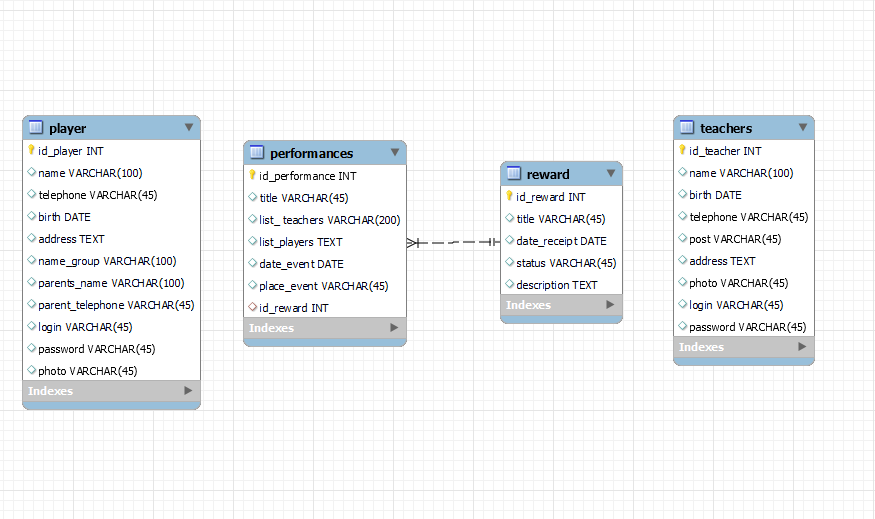 player
id_player INT
name VARCHAR(100)
telephone VARCHAR(45)
birth DATE
address TEXT
name_group VARCHAR(100)
parents_name VARCHAR(100)
parent_telephone VARCHAR(45)
login VARCHAR(45)
password VARCHAR(45)
photo VARCHAR(45)
Indexes
performances
id_performance INT
title VARCHAR(45)
list_ teachers VARCHAR(200)
list_players TEXT
date_event DATE
place_event VARCHAR(45)
id_reward INT
Indexes
reward
id_reward INT
title VARCHAR(45)
date_receipt DATE
status VARCHAR(45)
description TEXT
Indexes
teachers
id_teacher INT
name VARCHAR(100)
birth DATE
telephone VARCHAR(45)
post VARCHAR(45)
address TEXT
photo VARCHAR(45)
login VARCHAR(45)
password VARCHAR(45)
Indexes